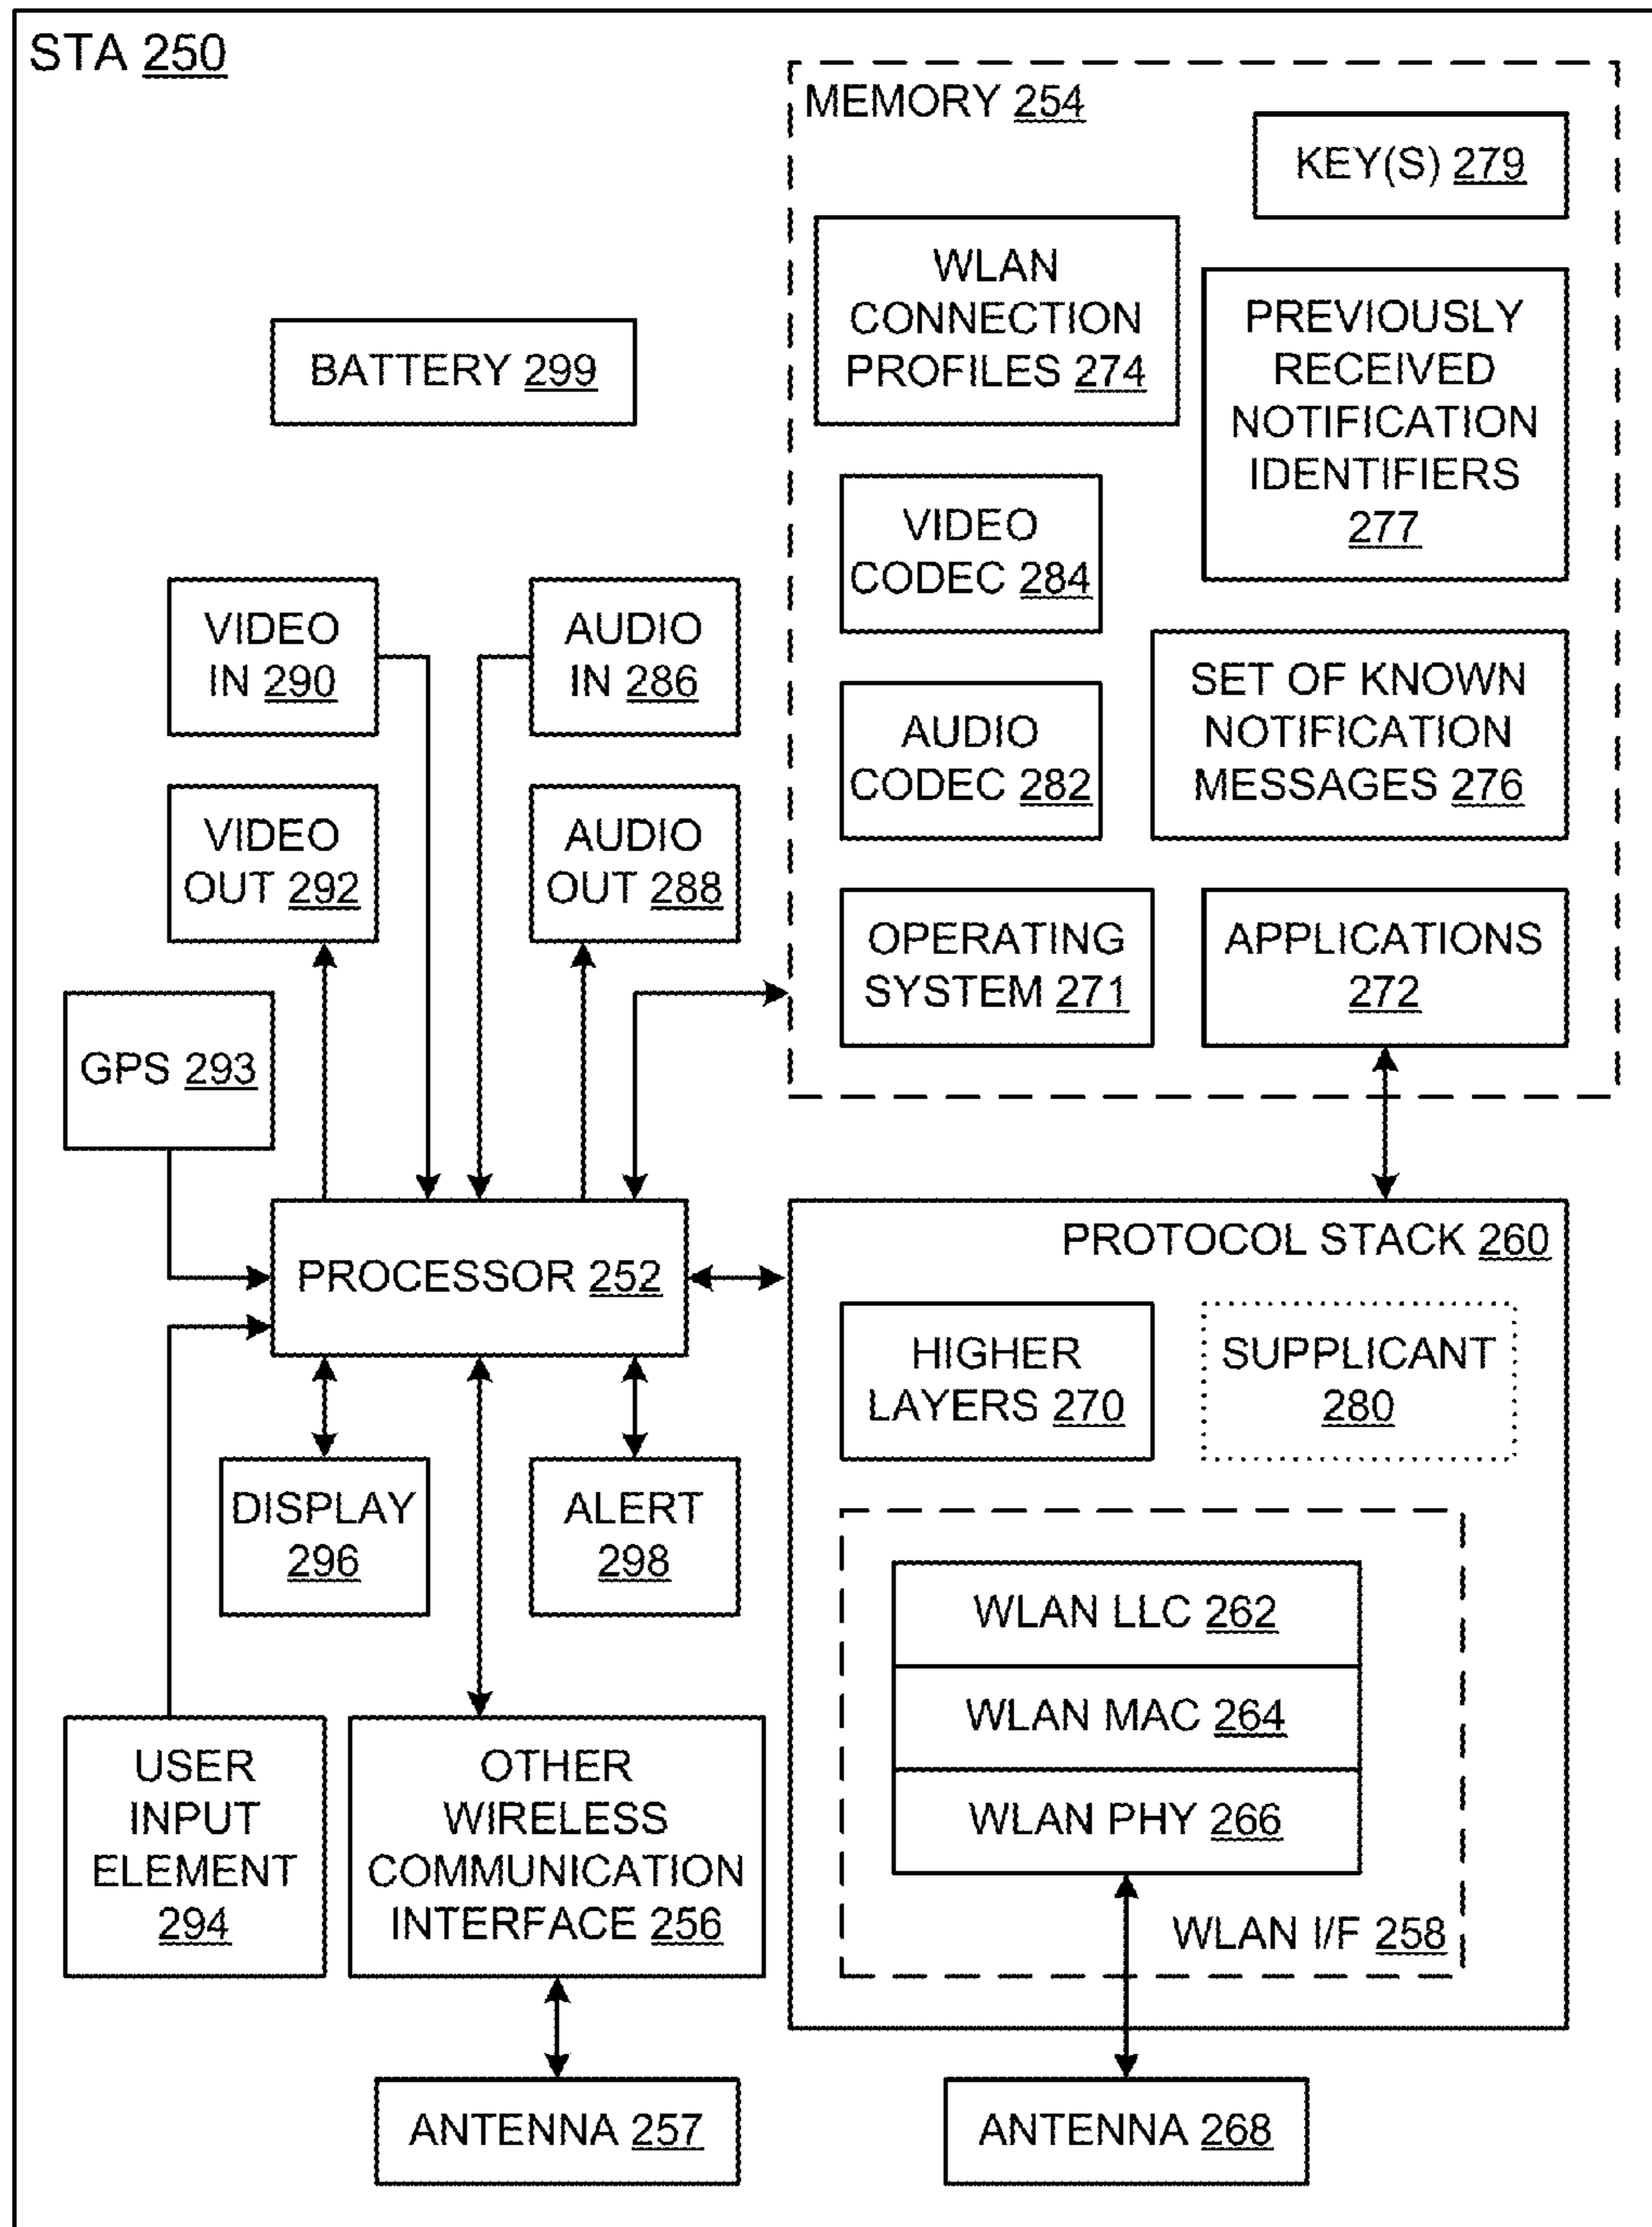 STA 250
MEMORY 254
KEY(S) 279
WLAN
CONNECTION
PROFILES 274
PREVIOUSLY
RECEIVED
NOTIFICATION
IDENTIFIERS
277
BATTERY 299
VIDEO
CODEC 284
VIDEO
IN 290
AUDIO
IN 286
SET OF KNOWN
NOTIFICATION
MESSAGES 276
AUDIO
CODEC 282
VIDEO
OUT 292
AUDIO
OUT 288
OPERATING
SYSTEM 271
APPLICATIONS
272
GPS 293
PROCESSOR 252
PROTOCOL STACK 260
HIGHER
LAYERS 270
SUPPLICANT
280
DISPLAY
296
ALERT
298
WLAN LLC 262
WLAN MAC 264
WLAN PHY 266
WLAN I/F 258
USER
INPUT
ELEMENT
294
OTHER
WIRELESS
COMMUNICATION
INTERFACE 256
ANTENNA 257
ANTENNA 268